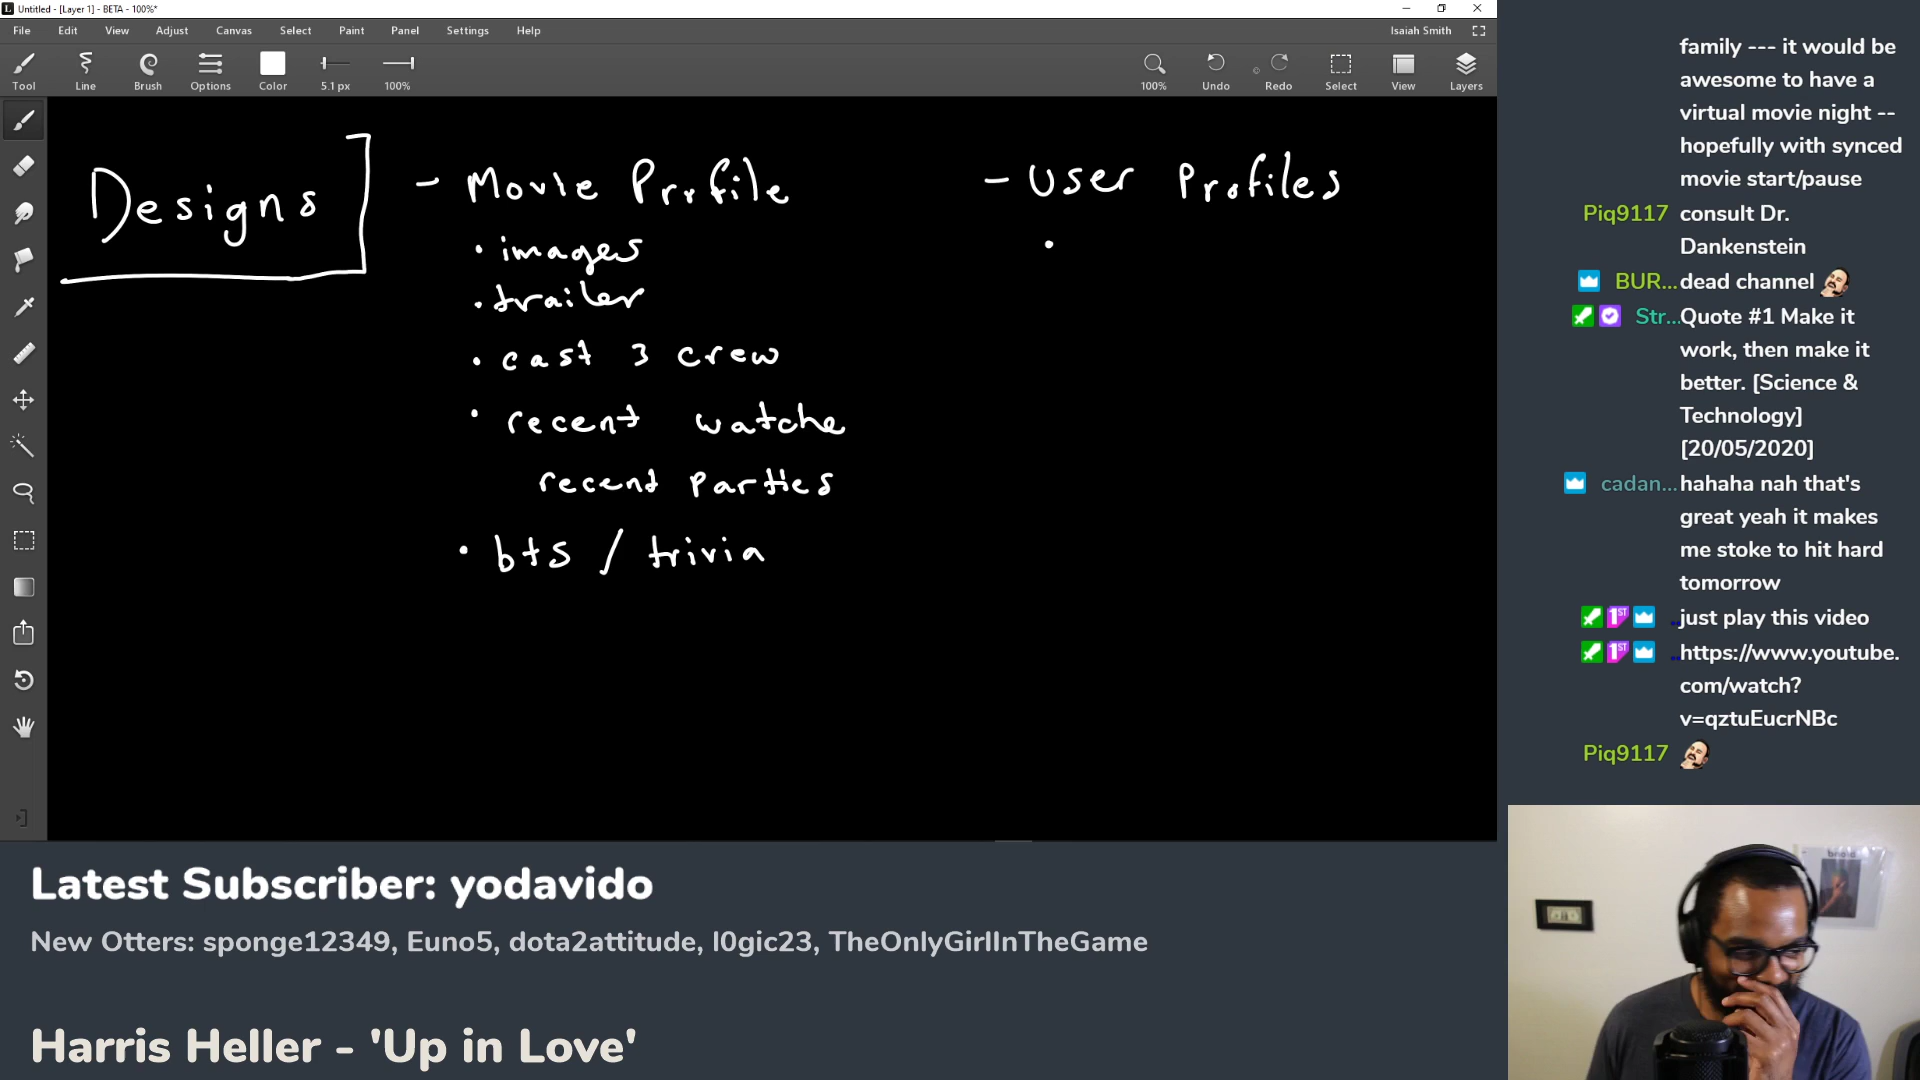 Untitled - [Layer 1] - BETA - 100%*
File Edit View Adjust Canvas Select Paint Panel Settings Help
Isaiah Smith
Tool Line Brush Options Color 5.1 px 100%
100% Undo Redo Select View Layers
Designs
- Movie Profile
• images
• trailer
• cast 3 crew
• recent watche
recent parties
• bts / trivia
- User Profiles
•
family --- it would be
awesome to have a
virtual movie night --
hopefully with synced
movie start/pause
Piq9117 consult Dr.
Dankenstein
BUR... dead channel
Str... Quote #1 Make it
work, then make it
better. [Science &
Technology]
[20/05/2020]
cadan... hahaha nah that's
great yeah it makes
me stoke to hit hard
tomorrow
1ST ..just play this video
1ST ..https://www.youtube.
com/watch?
v=qztuEucrNBc
Piq9117
Latest Subscriber: yodavido
New Otters: sponge12349, Euno5, dota2attitude, l0gic23, TheOnlyGirlInTheGame
Harris Heller - 'Up in Love'